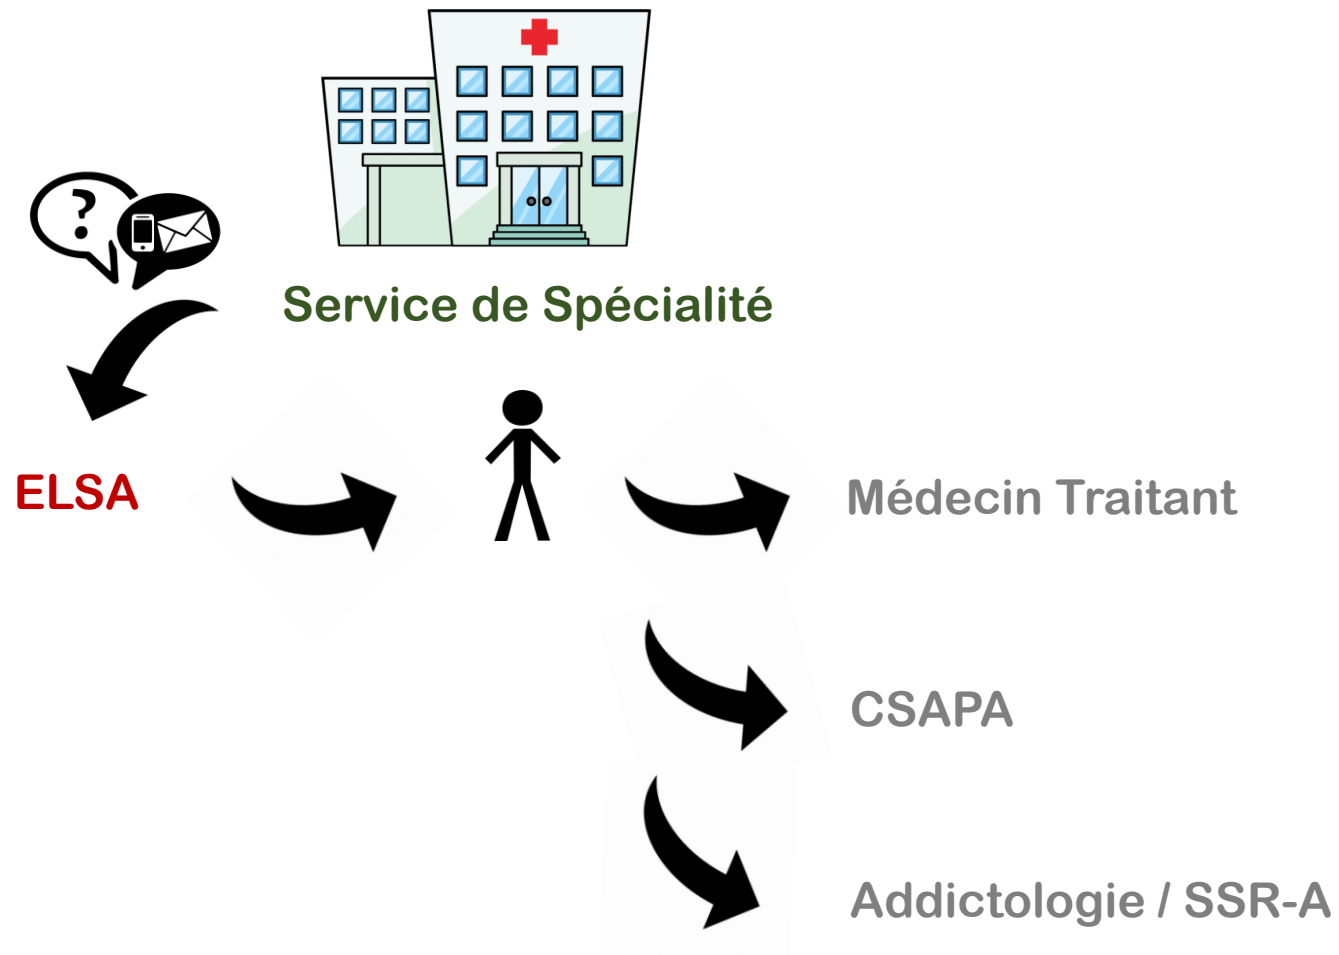 ?
Service de Spécialité
ELSA
Médecin Traitant
CSAPA
Addictologie / SSR-A